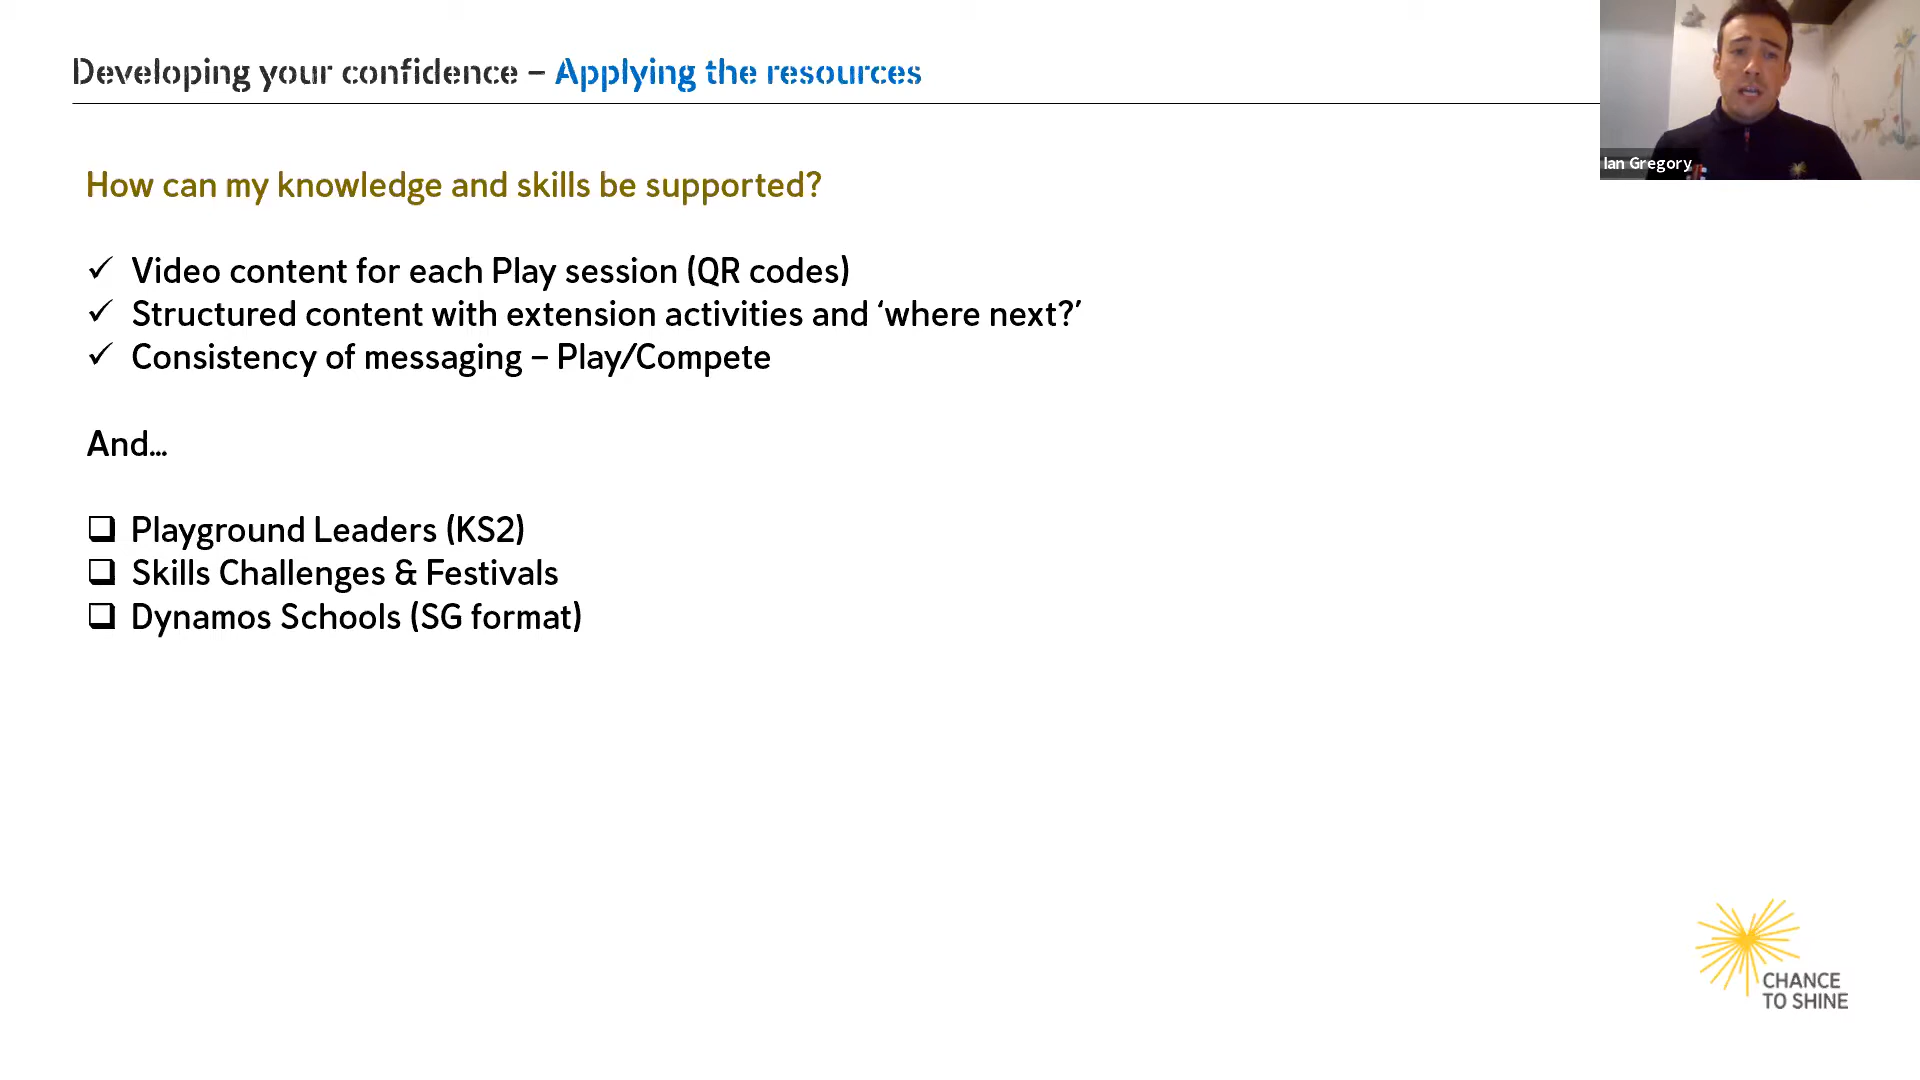 Developing your confidence – Applying the resources
Ian Gregory
How can my knowledge and skills be supported?
✓ Video content for each Play session (QR codes)
✓ Structured content with extension activities and ‘where next?’
✓ Consistency of messaging – Play/Compete
And...
❑ Playground Leaders (KS2)
❑ Skills Challenges & Festivals
❑ Dynamos Schools (SG format)
CHANCE
TO SHINE